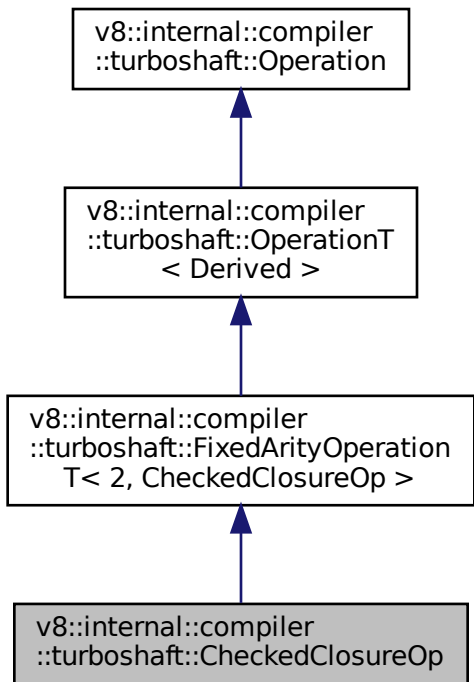 v8::internal::compiler
::turboshaft::Operation
v8::internal::compiler
::turboshaft::OperationT
< Derived >
v8::internal::compiler
::turboshaft::FixedArityOperation
T< 2, CheckedClosureOp >
v8::internal::compiler
::turboshaft::CheckedClosureOp